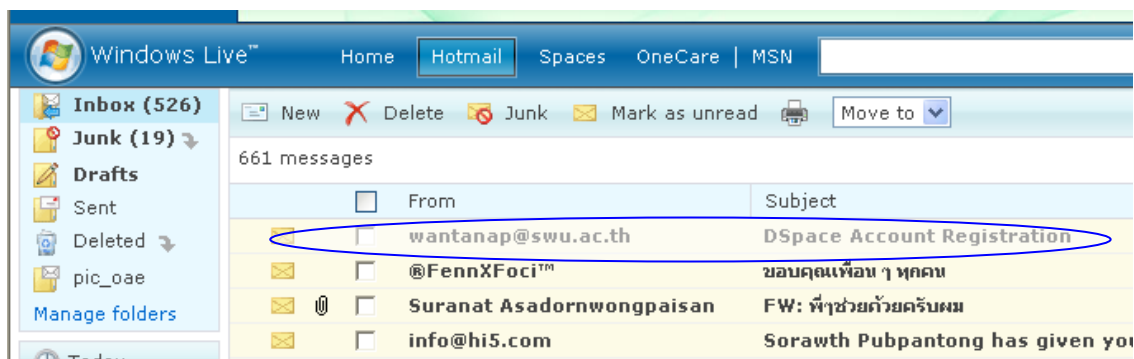 Windows Live™ Home Hotmail Spaces OneCare | MSN
Inbox (526)
Junk (19)
Drafts
Sent
Deleted
pic_oae
Manage folders
New Delete Junk Mark as unread Move to
661 messages
From Subject
wantanap@swu.ac.th DSpace Account Registration
®FennXFoci™ ขอบคุณเพื่อน ๆ ทุกคน
Suranat Asadornwongpaisan FW: พี่ๆช่วยด้วยครับผม
info@hi5.com Sorawth Pubpantong has given you